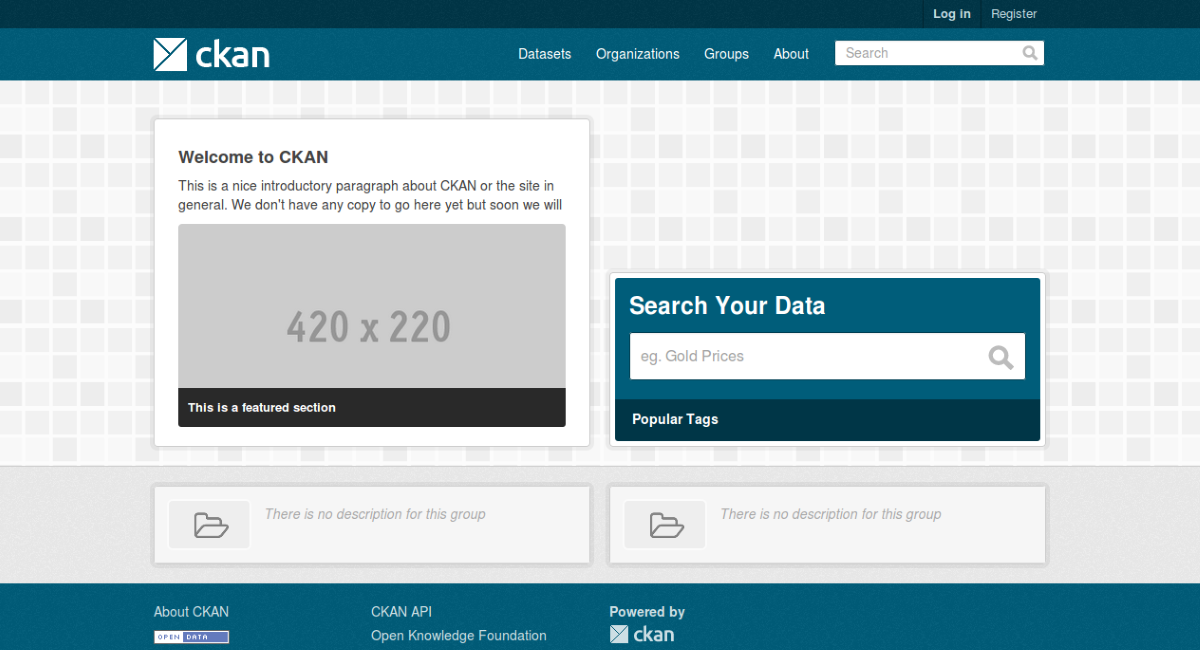 Log in Register
ckan
Datasets Organizations Groups About Search
Welcome to CKAN
This is a nice introductory paragraph about CKAN or the site in
general. We don't have any copy to go here yet but soon we will
420 x 220
This is a featured section
Search Your Data
eg. Gold Prices
Popular Tags
There is no description for this group
There is no description for this group
About CKAN
OPEN DATA
CKAN API
Open Knowledge Foundation
Powered by
ckan